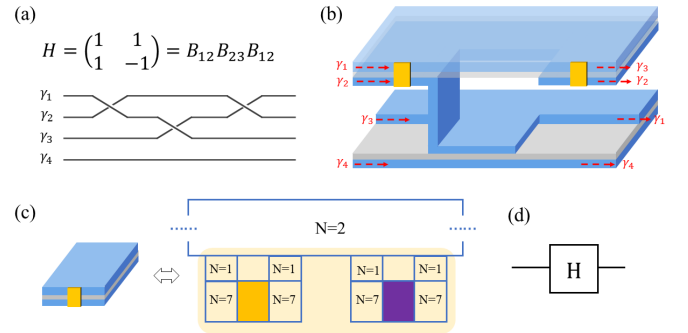 (a)
H = (1 1
1 -1) = B₁₂B₂₃B₁₂
γ₁
γ₂
γ₃
γ₄
(b)
γ₁
γ₂
γ₃
γ₂
γ₃
γ₁
γ₄
γ₄
(c)
......
N=2
......
N=1
N=1
N=7
N=7
N=1
N=1
N=7
N=7
(d)
H